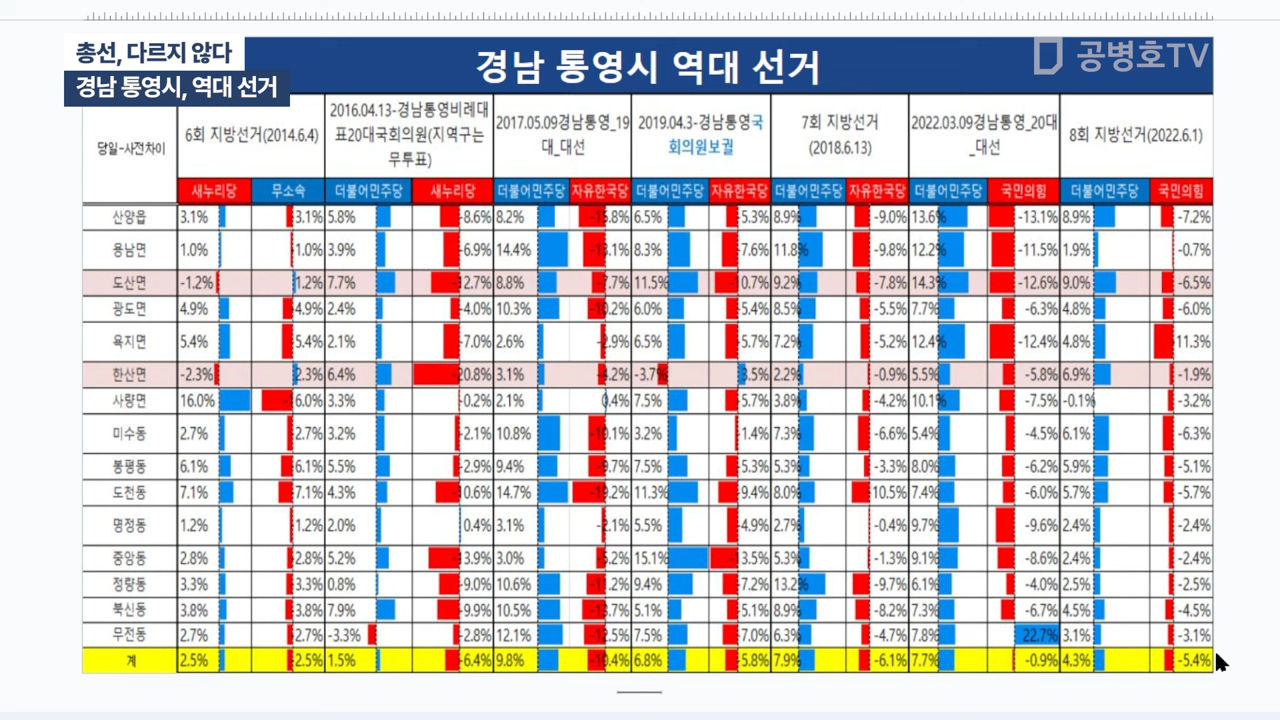 총선, 다르지 않다
경남 통영시, 역대 선거
경남 통영시 역대 선거
공병호TV
당일-사전차이
6회 지방선거(2014.6.4)
2016.04.13-경남통영비례대
표20대국회의원(지역구는
무투표)
2017.05.09경남통영_19
대_대선
2019.04.3-경남통영국
회의원보궐
7회 지방선거
(2018.6.13)
2022.03.09경남통영_20대
_대선
8회 지방선거(2022.6.1)
새누리당 무소속 더불어민주당 새누리당 더불어민주당 자유한국당 더불어민주당 자유한국당 더불어민주당 자유한국당 더불어민주당 국민의힘 더불어민주당 국민의힘
산양읍 3.1% -3.1% 5.8% -8.6% 8.2% -15.8% 6.5% -5.3% 8.9% -9.0% 13.6% -13.1% 8.9% -7.2%
용남면 1.0% -1.0% 3.9% -6.9% 14.4% -13.1% 8.3% -7.6% 11.8% -9.8% 12.2% -11.5% 1.9% -0.7%
도산면 -1.2% 1.2% 7.7% -12.7% 8.8% -7.7% 11.5% -10.7% 9.2% -7.8% 14.3% -12.6% 9.0% -6.5%
광도면 4.9% -4.9% 2.4% -4.0% 10.3% -10.2% 6.0% -5.4% 8.5% -5.5% 7.7% -6.3% 4.8% -6.0%
욕지면 5.4% -5.4% 2.1% -7.0% 2.6% -2.9% 6.5% -5.7% 7.2% -5.2% 12.4% -12.4% 4.8% -11.3%
한산면 -2.3% 2.3% 6.4% -20.8% 3.1% -4.2% -3.7% 3.5% 2.2% -0.9% 5.5% -5.8% 6.9% -1.9%
사량면 16.0% -16.0% 3.3% -0.2% 2.1% 0.4% 7.5% -5.7% 3.8% -4.2% 10.1% -7.5% -0.1% -3.2%
미수동 2.7% -2.7% 3.2% -2.1% 10.8% -10.1% 3.2% -1.4% 7.3% -6.6% 5.4% -4.5% 6.1% -6.3%
봉평동 6.1% -6.1% 5.5% -2.9% 9.4% -9.7% 7.5% -5.3% 5.3% -3.3% 8.0% -6.2% 5.9% -5.1%
도천동 7.1% -7.1% 4.3% -10.6% 14.7% -19.2% 11.3% -9.4% 8.0% -10.5% 7.4% -6.0% 5.7% -5.7%
명정동 1.2% -1.2% 2.0% 0.4% 3.1% -2.1% 5.5% -4.9% 2.7% -0.4% 9.7% -9.6% 2.4% -2.4%
중앙동 2.8% -2.8% 5.2% -13.9% 3.0% -5.2% 15.1% -13.5% 5.3% -1.3% 9.1% -8.6% 2.4% -2.4%
정량동 3.3% -3.3% 0.8% -9.0% 10.6% -11.2% 9.4% -7.2% 13.2% -9.7% 6.1% -4.0% 2.5% -2.5%
북신동 3.8% -3.8% 7.9% -9.9% 10.5% -13.7% 5.1% -5.1% 8.9% -8.2% 7.3% -6.7% 4.5% -4.5%
무전동 2.7% -2.7% -3.3% -2.8% 12.1% -12.5% 7.5% -7.0% 6.3% -4.7% 7.8% 22.7% 3.1% -3.1%
계 2.5% -2.5% 1.5% -6.4% 9.8% -10.4% 6.8% -5.8% 7.9% -6.1% 7.7% -0.9% 4.3% -5.4%